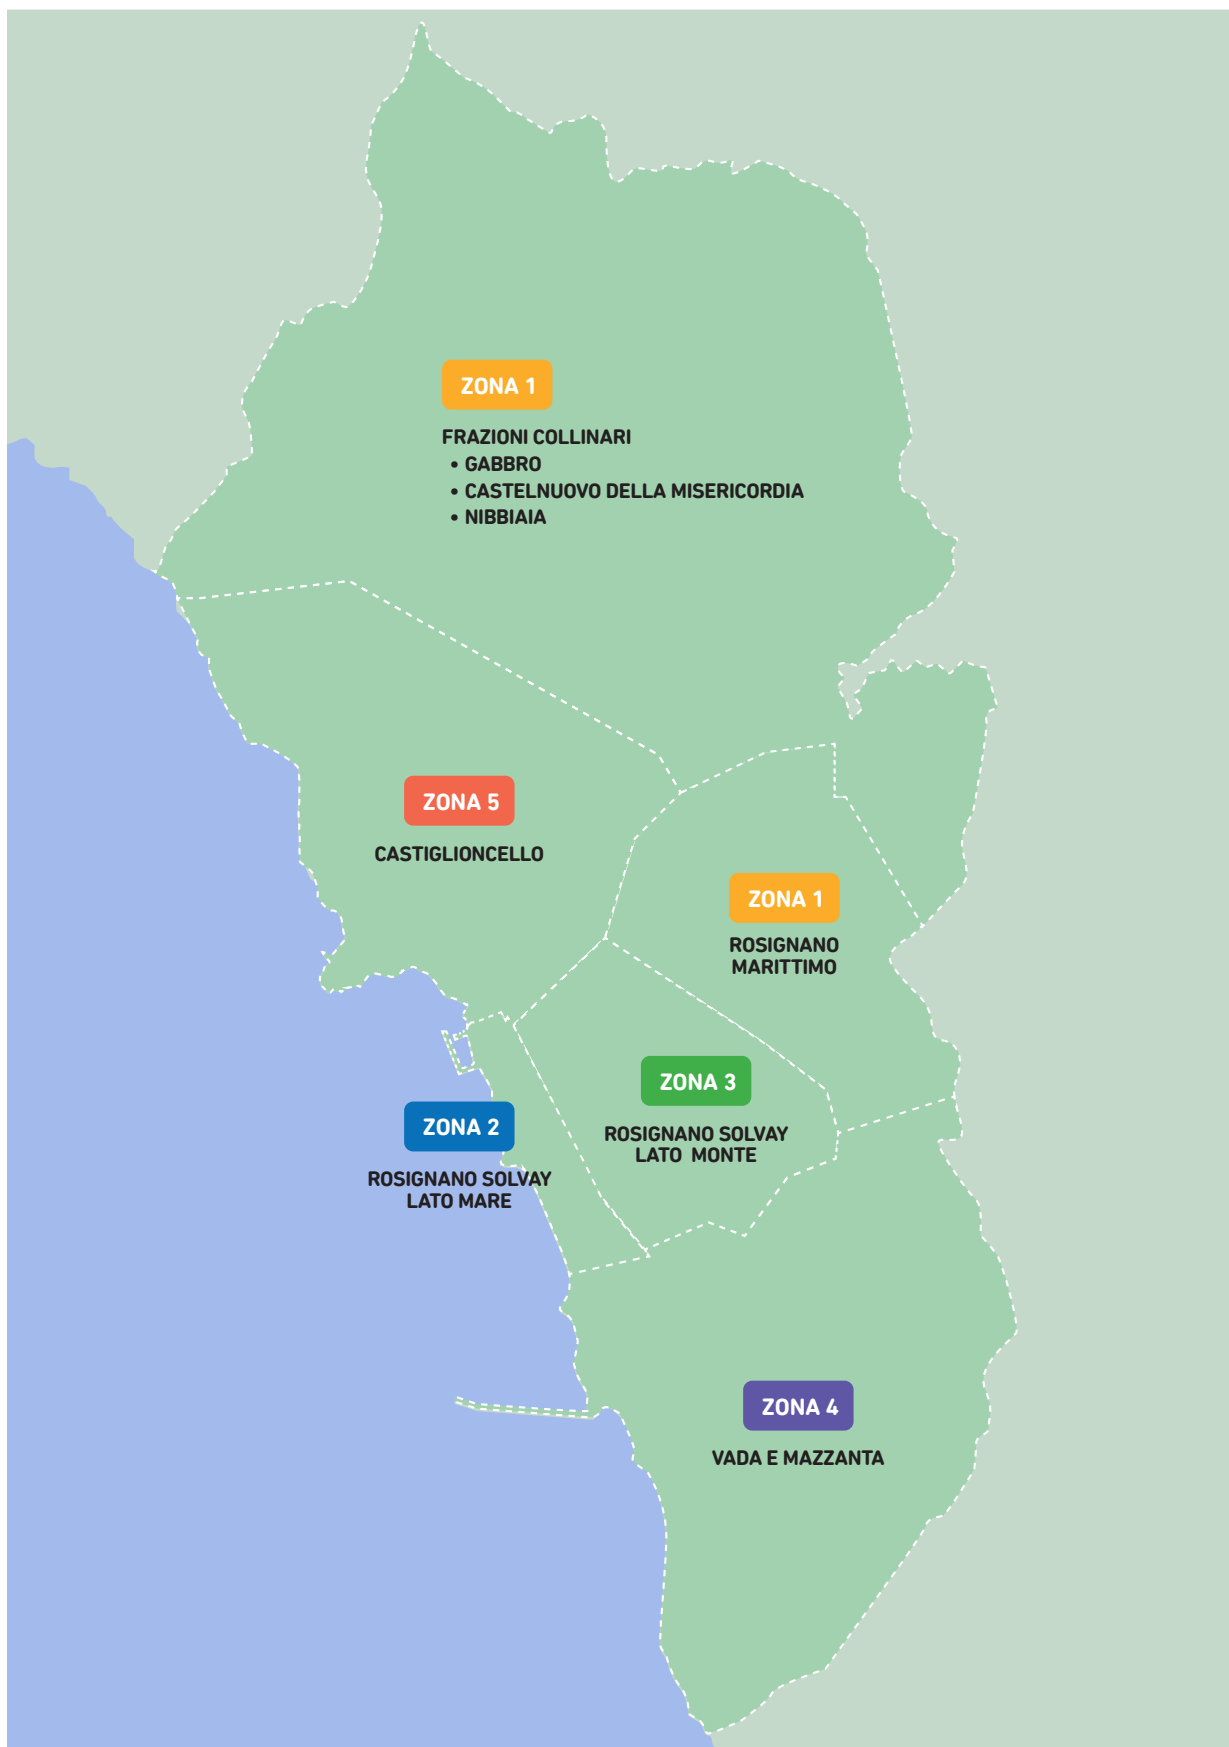 ZONA 1
FRAZIONI COLLINARI
• GABBRO
• CASTELNUOVO DELLA MISERICORDIA
• NIBBIAIA
ZONA 5
CASTIGLIONCELLO
ZONA 1
ROSIGNANO
MARITTIMO
ZONA 3
ROSIGNANO SOLVAY
LATO MONTE
ZONA 2
ROSIGNANO SOLVAY
LATO MARE
ZONA 4
VADA E MAZZANTA